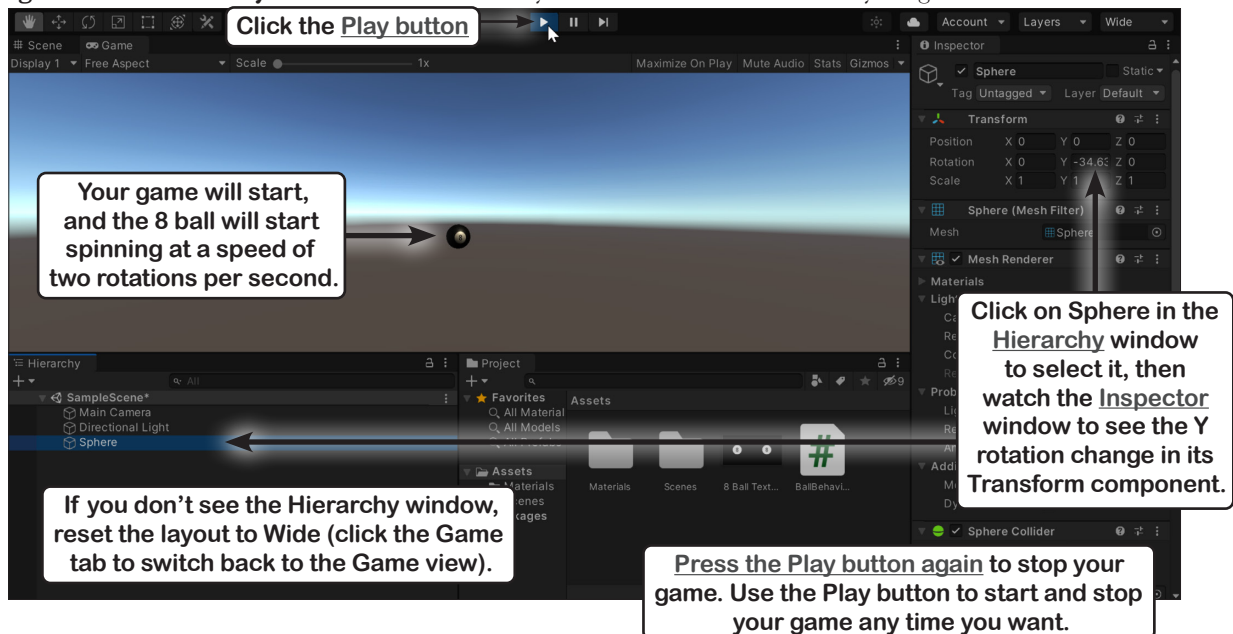 Click the Play button
Account
Layers
Wide
Scene
Game
Display 1
Free Aspect
Scale
1x
Maximize On Play
Mute Audio
Stats
Gizmos
Your game will start,
and the 8 ball will start
spinning at a speed of
two rotations per second.
Inspector
Sphere
Static
Tag Untagged
Layer Default
Transform
Position X 0 Y 0 Z 0
Rotation X 0 Y -34.63 Z 0
Scale X 1 Y 1 Z 1
Sphere (Mesh Filter)
Mesh Sphere
Mesh Renderer
Materials
Click on Sphere in the
Hierarchy window
to select it, then
watch the Inspector
window to see the Y
rotation change in its
Transform component.
Sphere Collider
Hierarchy
All
SampleScene*
Main Camera
Directional Light
Sphere
If you don't see the Hierarchy window,
reset the layout to Wide (click the Game
tab to switch back to the Game view).
Project
9
Favorites
All Material
All Models
Assets
Materials
Assets
#
Materials
Scenes
8 Ball Text...
BallBehavi...
Press the Play button again to stop your
game. Use the Play button to start and stop
your game any time you want.